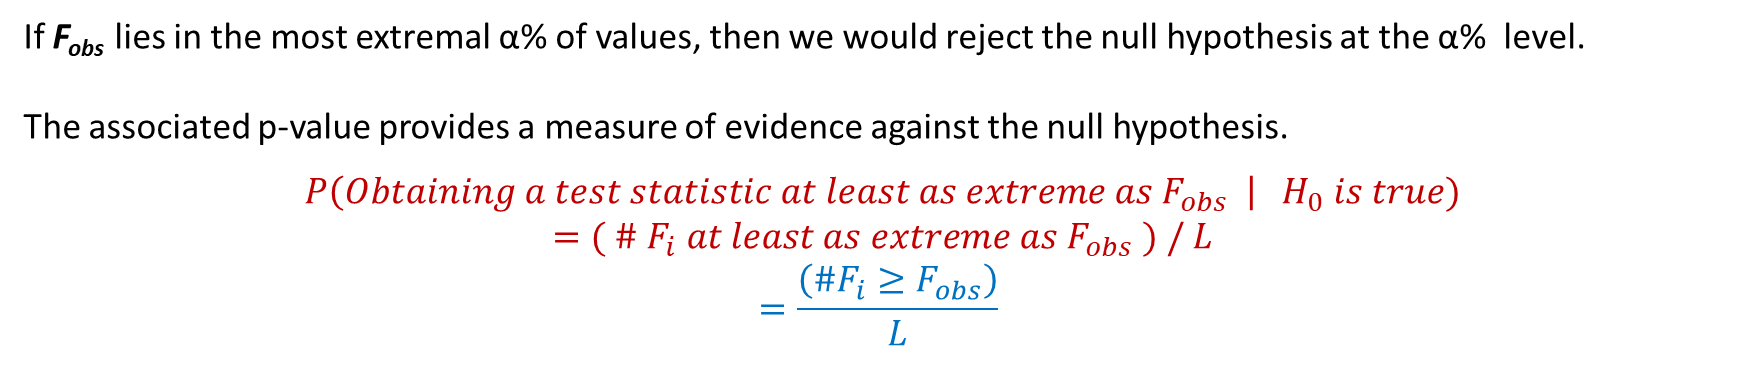 If F_obs lies in the most extremal α% of values, then we would reject the null hypothesis at the α% level.
The associated p-value provides a measure of evidence against the null hypothesis.
P(Obtaining a test statistic at least as extreme as F_obs | H_0 is true)
= ( # F_i at least as extreme as F_obs ) / L
= (#F_i ≥ F_obs) / L